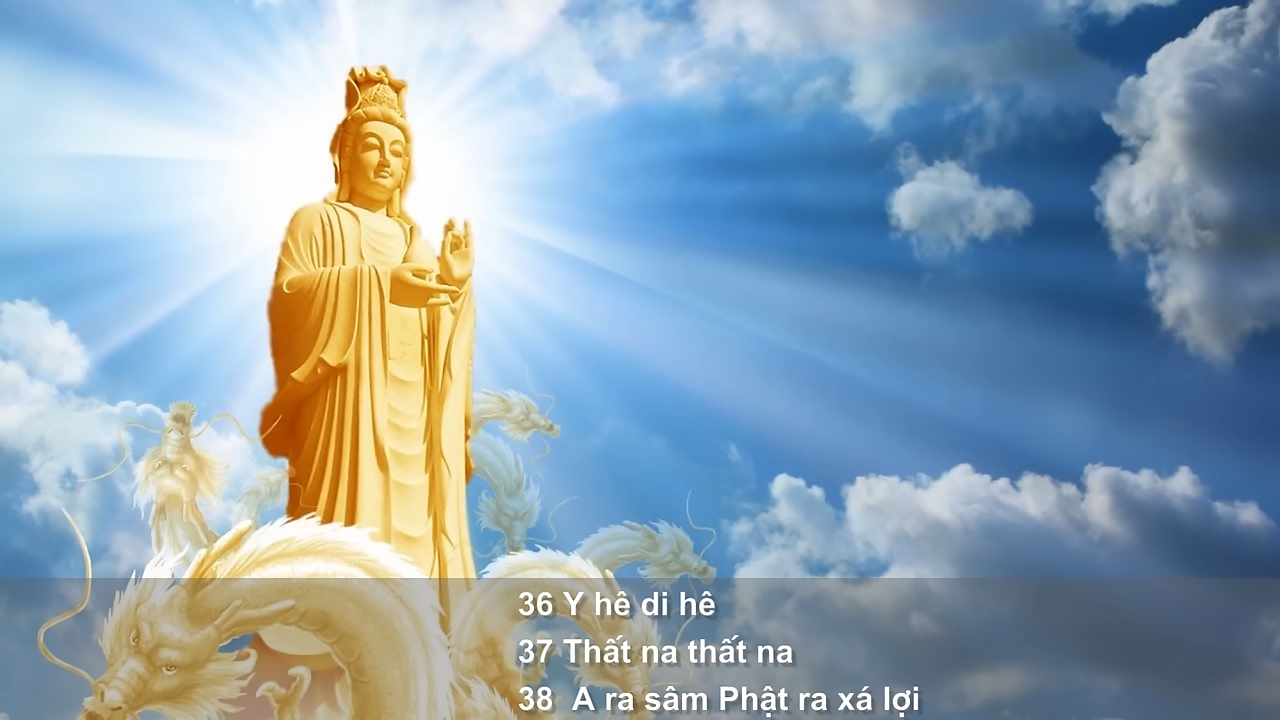 36 Y hê di hê
37 Thất na thất na
38 A ra sâm Phật ra xá lợi